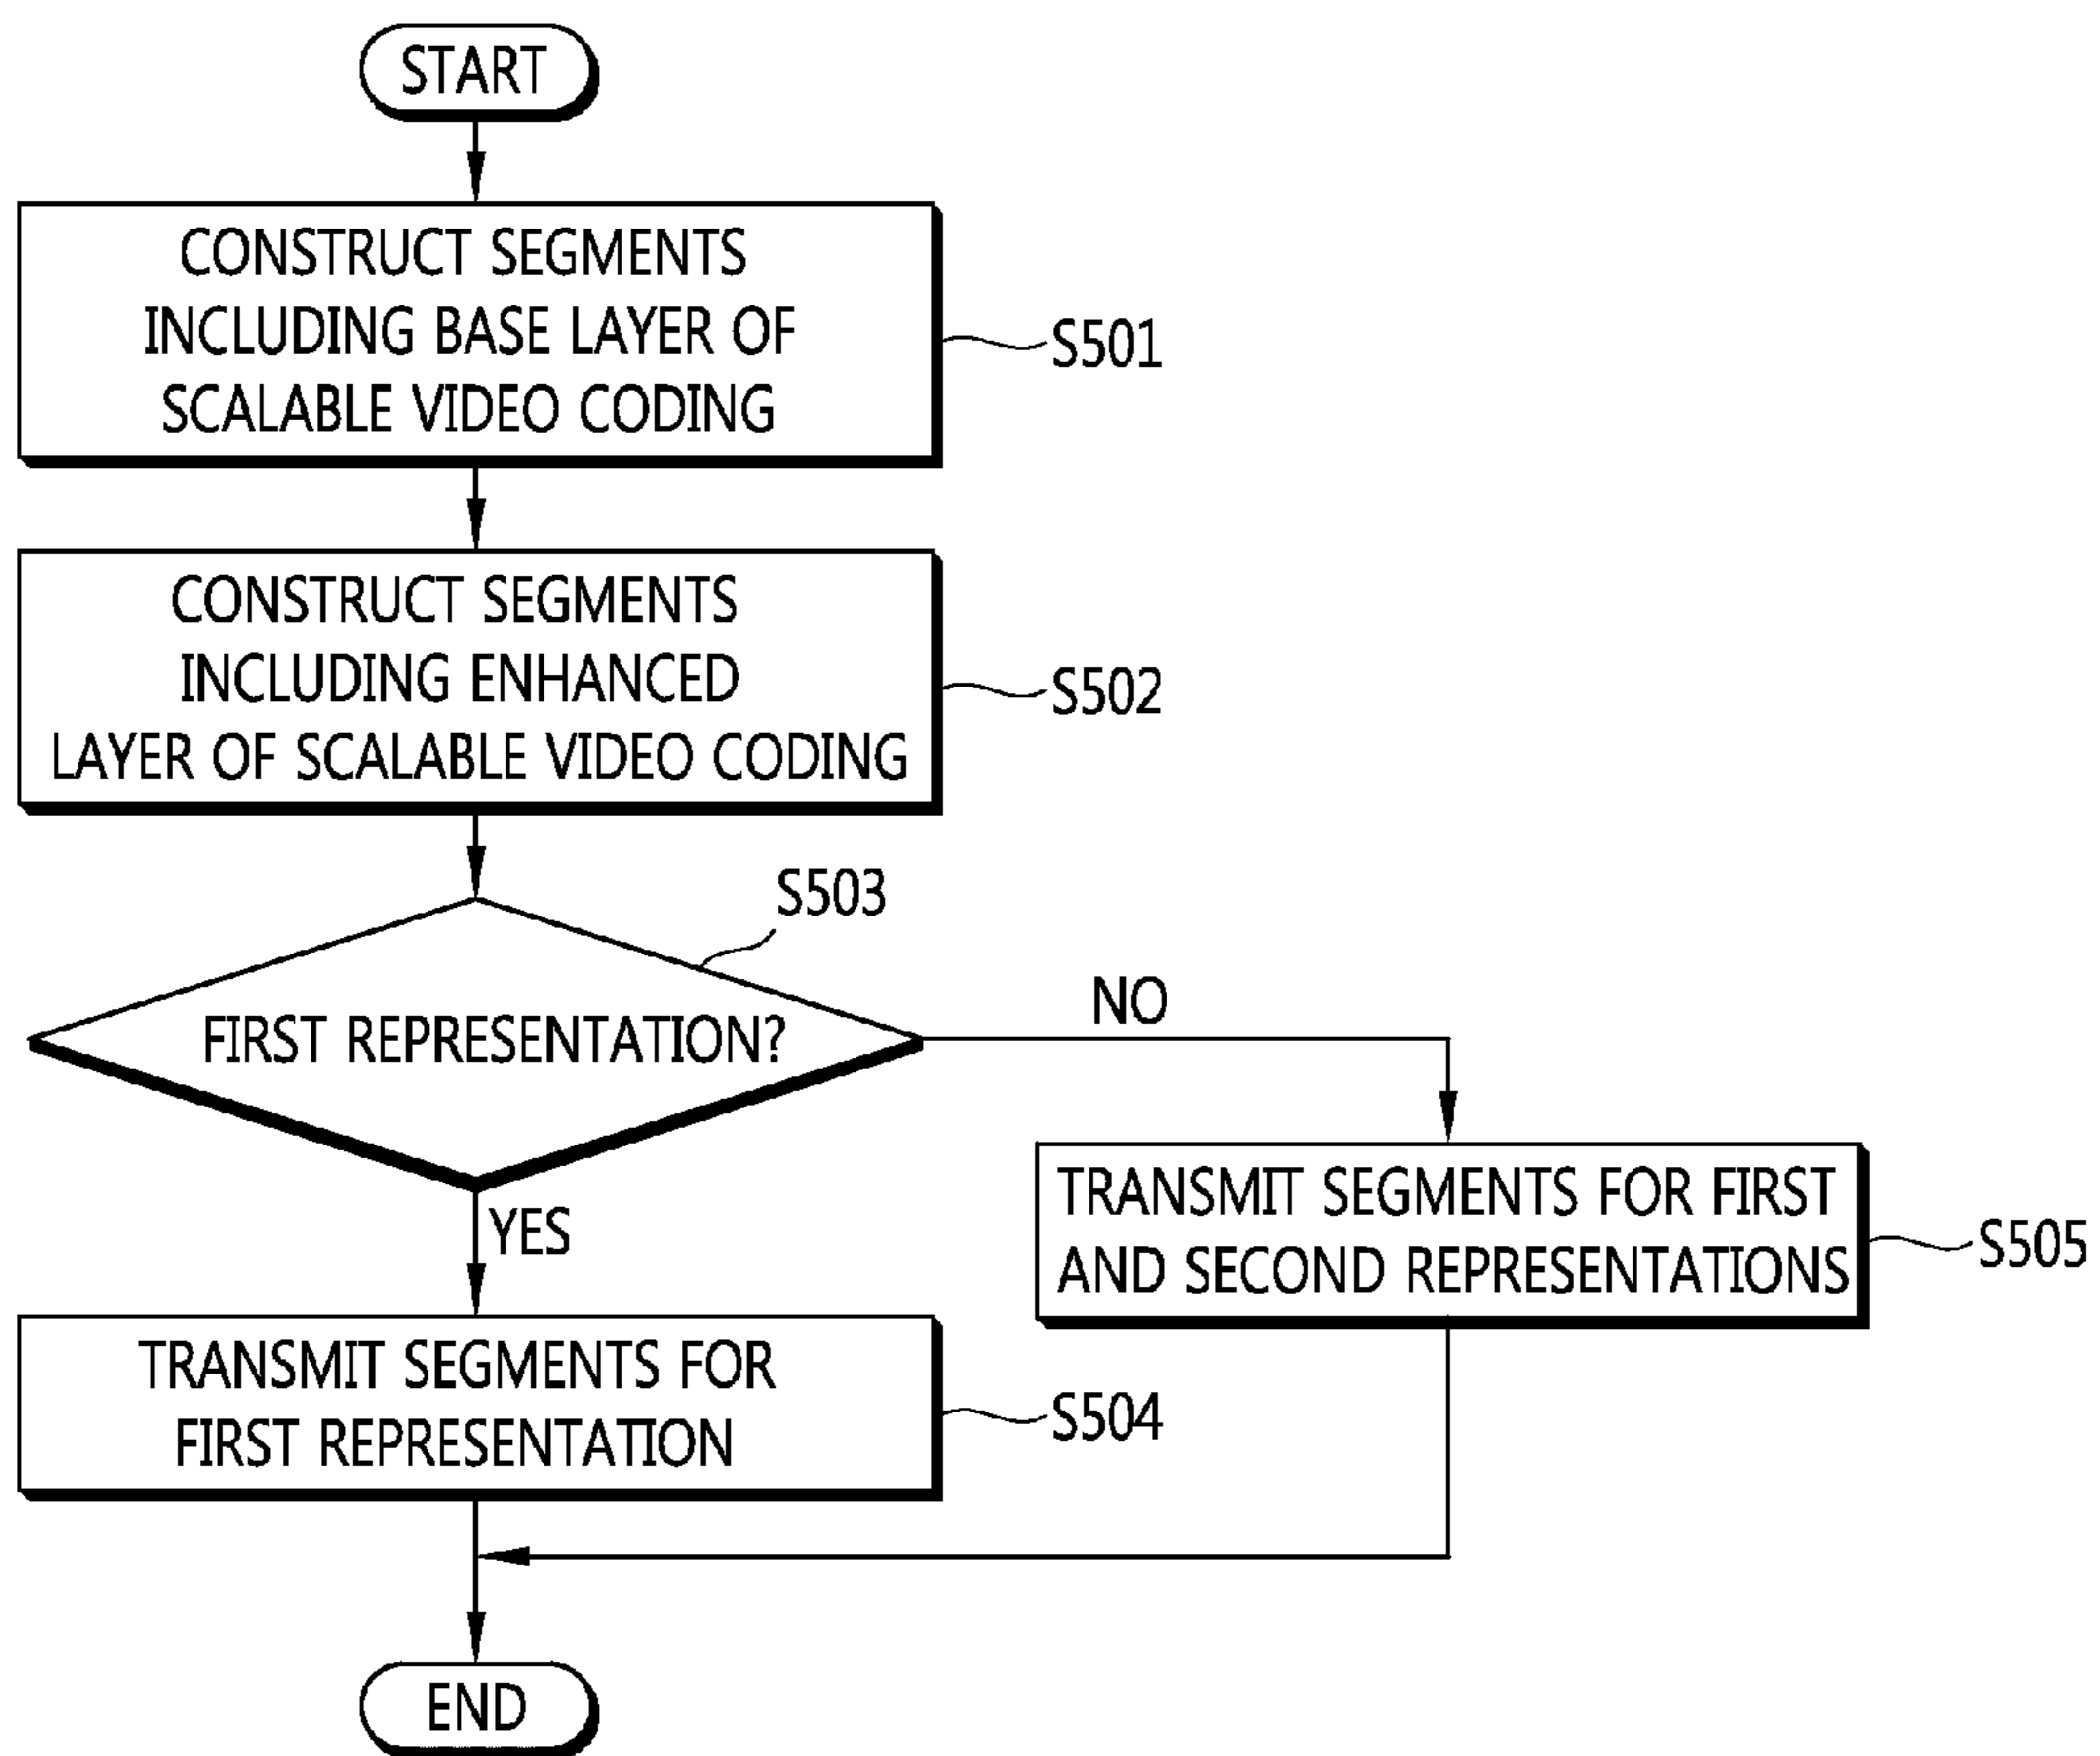 START
CONSTRUCT SEGMENTS
INCLUDING BASE LAYER OF
SCALABLE VIDEO CODING
S501
CONSTRUCT SEGMENTS
INCLUDING ENHANCED
LAYER OF SCALABLE VIDEO CODING
S502
S503
FIRST REPRESENTATION?
NO
YES
TRANSMIT SEGMENTS FOR FIRST
AND SECOND REPRESENTATIONS
S505
TRANSMIT SEGMENTS FOR
FIRST REPRESENTATION
S504
END